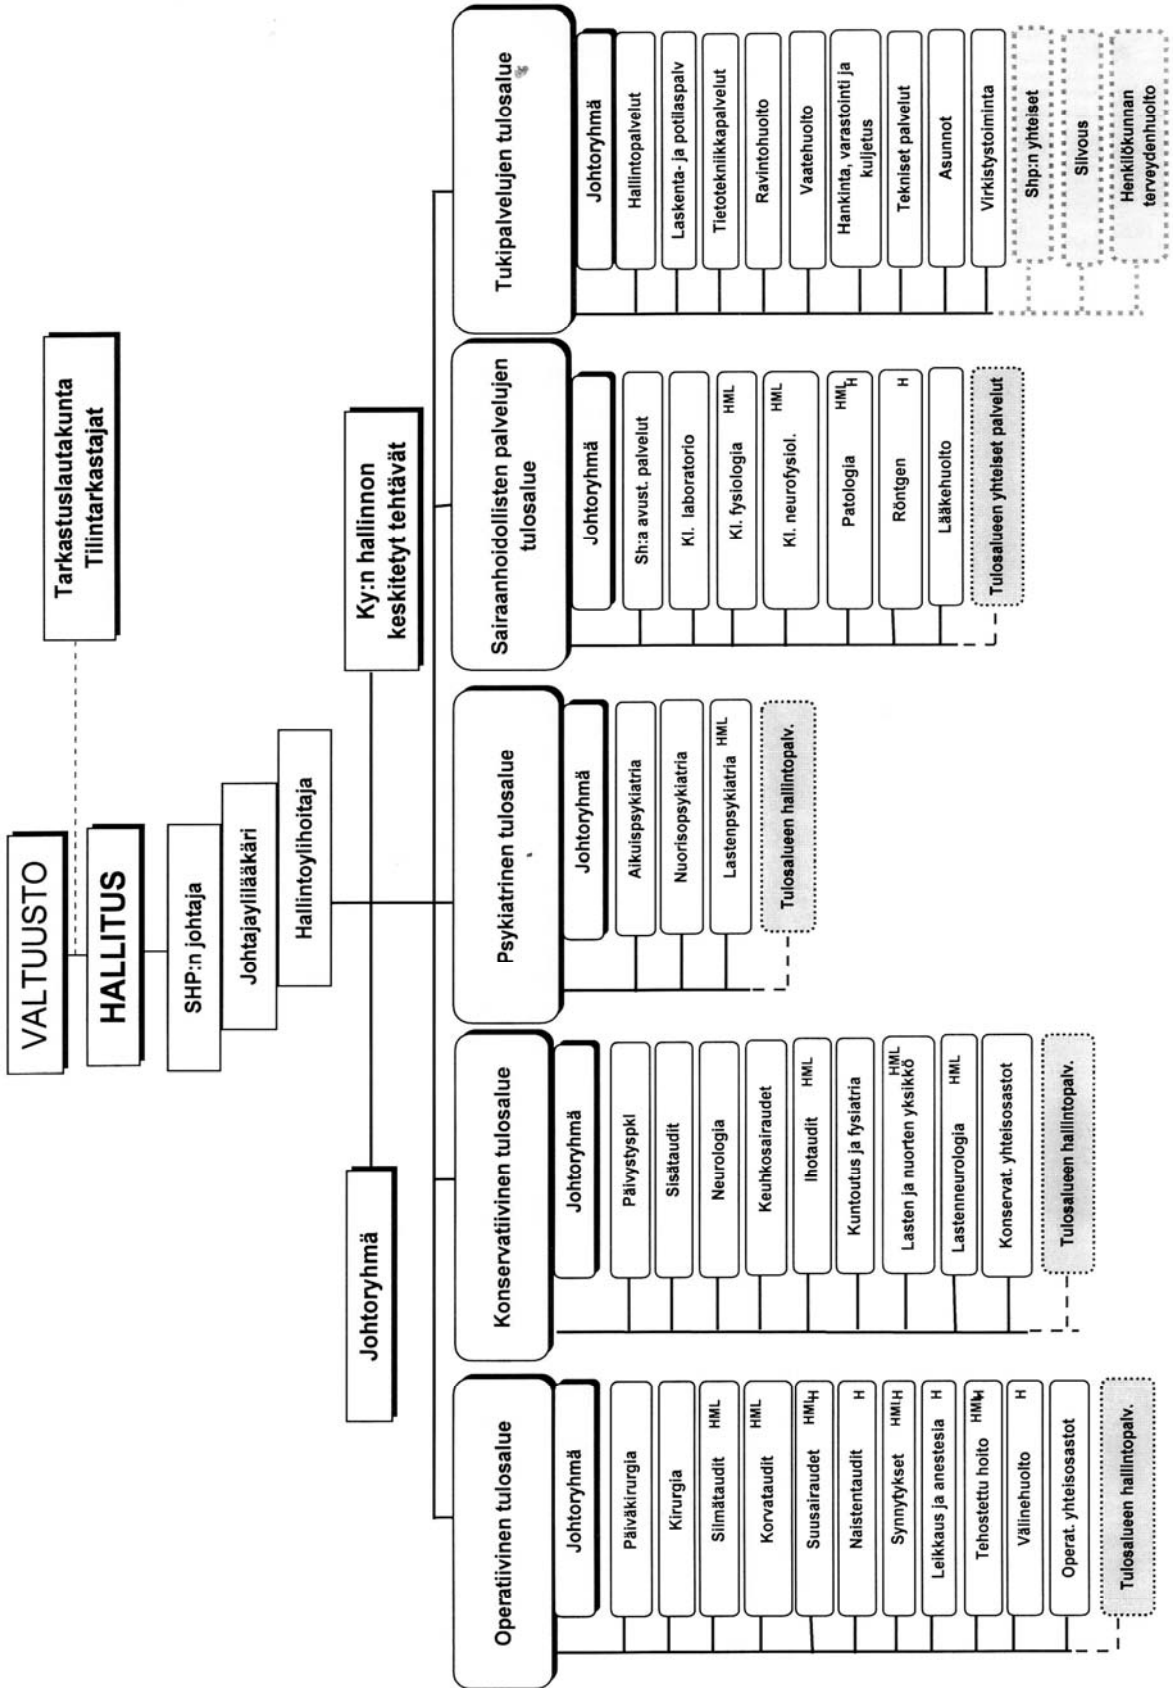 VALTUUSTO
Tarkastuslautakunta
Tilintarkastajat
HALLITUS
SHP:n johtaja
Johtajaylilääkäri
Hallintoylihoitaja
Johtoryhmä
Ky:n hallinnon
keskitetyt tehtävät
Operatiivinen tulosalue
Johtoryhmä
Päiväkirurgia
Kirurgia
Silmätaudit HML
Korvataudit HML
Suusairaudet HML H
Naistentaudit H
Synnytykset HML H
Leikkaus ja anestesia H
Tehostettu hoito HML H
Välinehuolto H
Operat. yhteisosastot
Tulosalueen hallintopalv.
Konservatiivinen tulosalue
Johtoryhmä
Päivystyspkl
Sisätaudit
Neurologia
Keuhkosairaudet
Ihotaudit HML
Kuntoutus ja fysiatria
Lasten ja nuorten yksikkö HML
Lastenneurologia HML
Konservat. yhteisosastot
Tulosalueen hallintopalv.
Psykiatrinen tulosalue
Johtoryhmä
Aikuispsykiatria
Nuorisopsykiatria
Lastenpsykiatria HML
Tulosalueen hallintopalv.
Sairaanhoidollisten palvelujen
tulosalue
Johtoryhmä
Sh:a avust. palvelut
Kl. laboratorio
Kl. fysiologia HML
Kl. neurofysiol. HML
Patologia HML H
Röntgen H
Lääkehuolto
Tulosalueen yhteiset palvelut
Tukipalvelujen tulosalue
Johtoryhmä
Hallintopalvelut
Laskenta- ja potilaspalv
Tietotekniikkapalvelut
Ravintohuolto
Vaatehuolto
Hankinta, varastointi ja
kuljetus
Tekniset palvelut
Asunnot
Virkistystoiminta
Shp:n yhteiset
Siivous
Henkilökunnan
terveydenhuolto